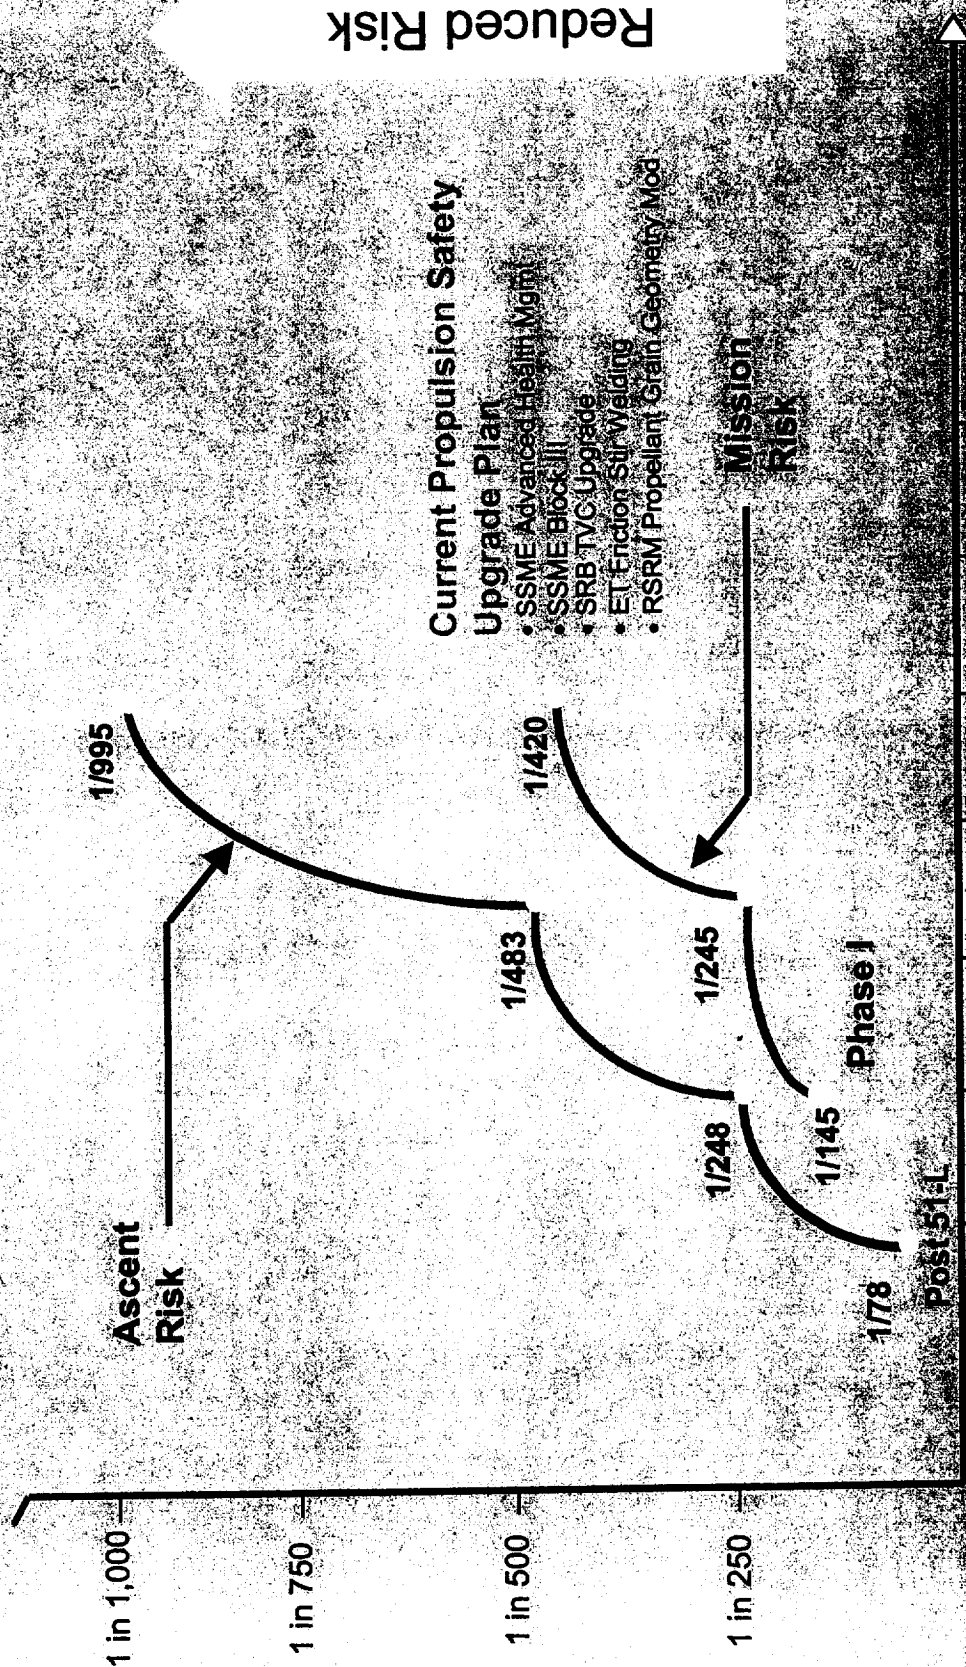 1 in 1,000
1 in 750
1 in 500
1 in 250
Ascent
Risk
1/995
1/483
1/248
1/78
Post 51-L
1/420
1/245
1/145
Phase I
Current Propulsion Safety
Upgrade Plan
• SSME Advanced Health Mgmt
• SSME Block III
• SRB TVC Upgrade
• ET Friction Stir Welding
• RSRM Propellant Grain Geometry Mod
Mission
Risk
Reduced Risk